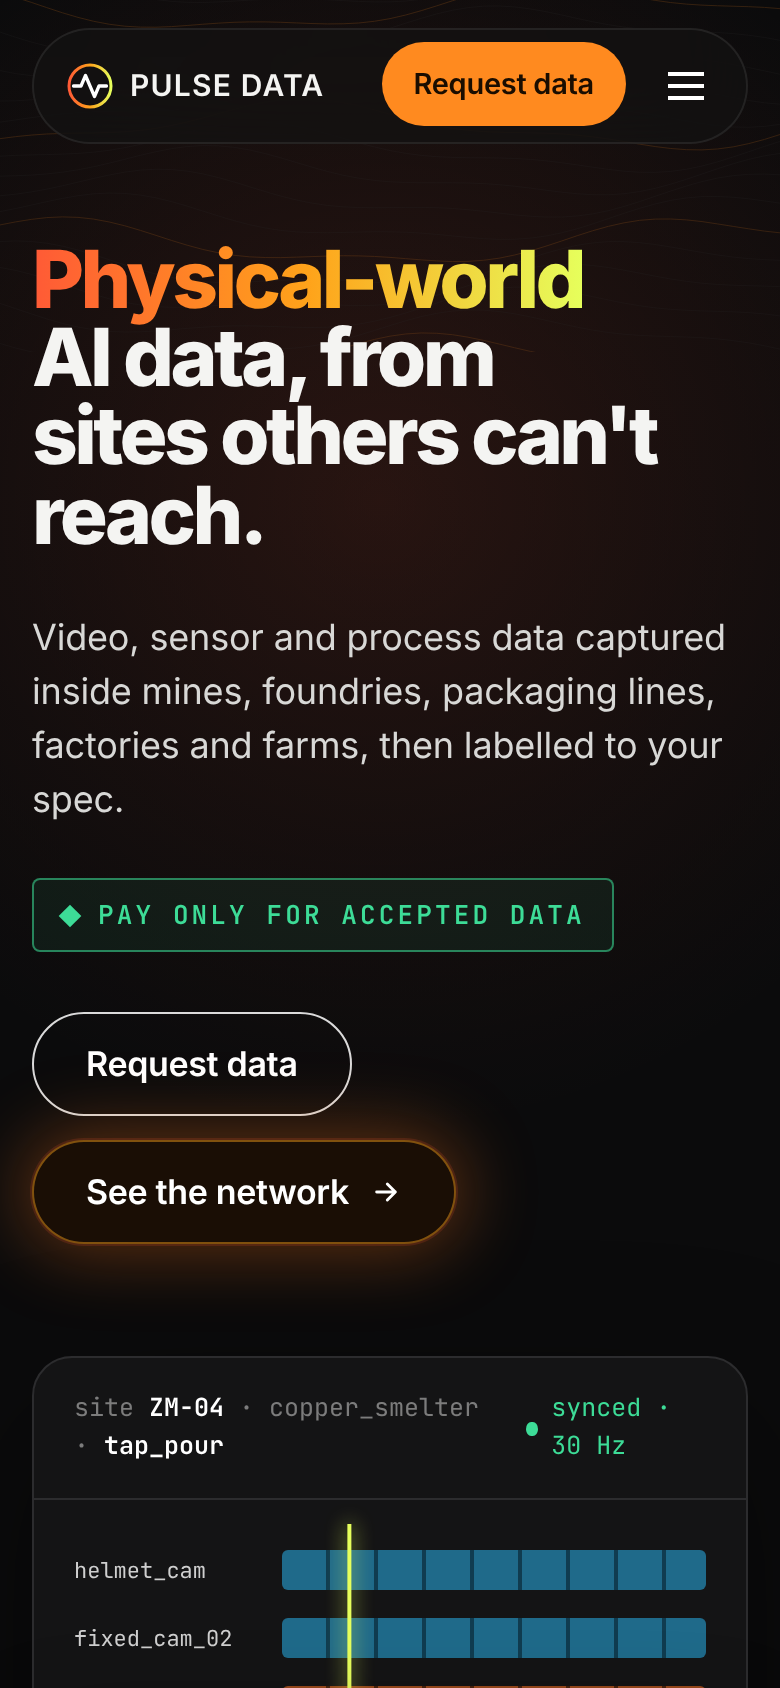 PULSE DATA
Request data
Physical-world
AI data, from
sites others can't
reach.
Video, sensor and process data captured
inside mines, foundries, packaging lines,
factories and farms, then labelled to your
spec.
◆ PAY ONLY FOR ACCEPTED DATA
Request data
See the network →
site ZM-04 · copper_smelter
· tap_pour
synced ·
30 Hz
helmet_cam
fixed_cam_02